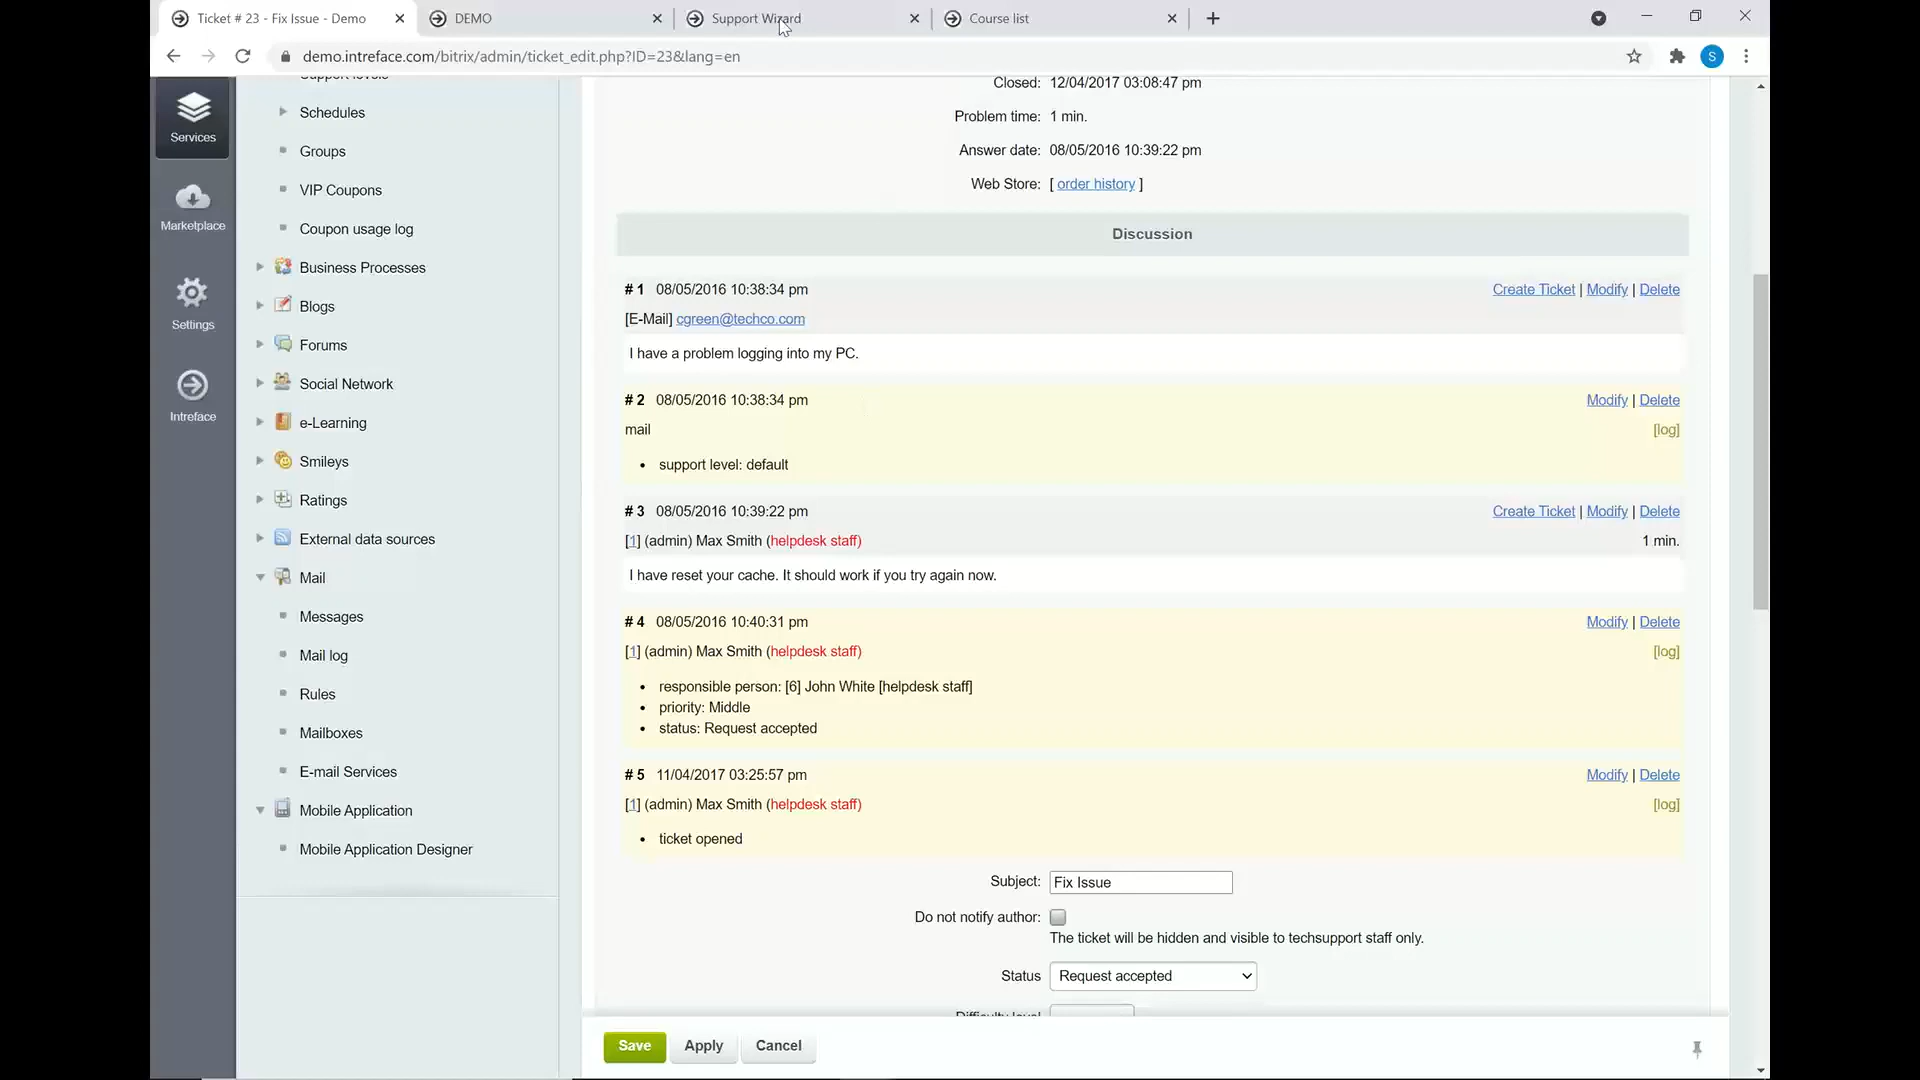 Ticket # 23 - Fix Issue - Demo
DEMO
Support Wizard
Course list
demo.intreface.com/bitrix/admin/ticket_edit.php?ID=23&lang=en
S
Services
Marketplace
Settings
Intreface
Support levels
Schedules
Groups
VIP Coupons
Coupon usage log
Business Processes
Blogs
Forums
Social Network
e-Learning
Smileys
Ratings
External data sources
Mail
Messages
Mail log
Rules
Mailboxes
E-mail Services
Mobile Application
Mobile Application Designer
Closed: 12/04/2017 03:08:47 pm
Problem time: 1 min.
Answer date: 08/05/2016 10:39:22 pm
Web Store: [ order history ]
Discussion
# 1 08/05/2016 10:38:34 pm Create Ticket | Modify | Delete
[E-Mail] cgreen@techco.com
I have a problem logging into my PC.
# 2 08/05/2016 10:38:34 pm Modify | Delete
mail [log]
• support level: default
# 3 08/05/2016 10:39:22 pm Create Ticket | Modify | Delete
[1] (admin) Max Smith (helpdesk staff) 1 min.
I have reset your cache. It should work if you try again now.
# 4 08/05/2016 10:40:31 pm Modify | Delete
[1] (admin) Max Smith (helpdesk staff) [log]
• responsible person: [6] John White [helpdesk staff]
• priority: Middle
• status: Request accepted
# 5 11/04/2017 03:25:57 pm Modify | Delete
[1] (admin) Max Smith (helpdesk staff) [log]
• ticket opened
Subject: Fix Issue
Do not notify author:
The ticket will be hidden and visible to techsupport staff only.
Status Request accepted
Difficulty level
Save Apply Cancel